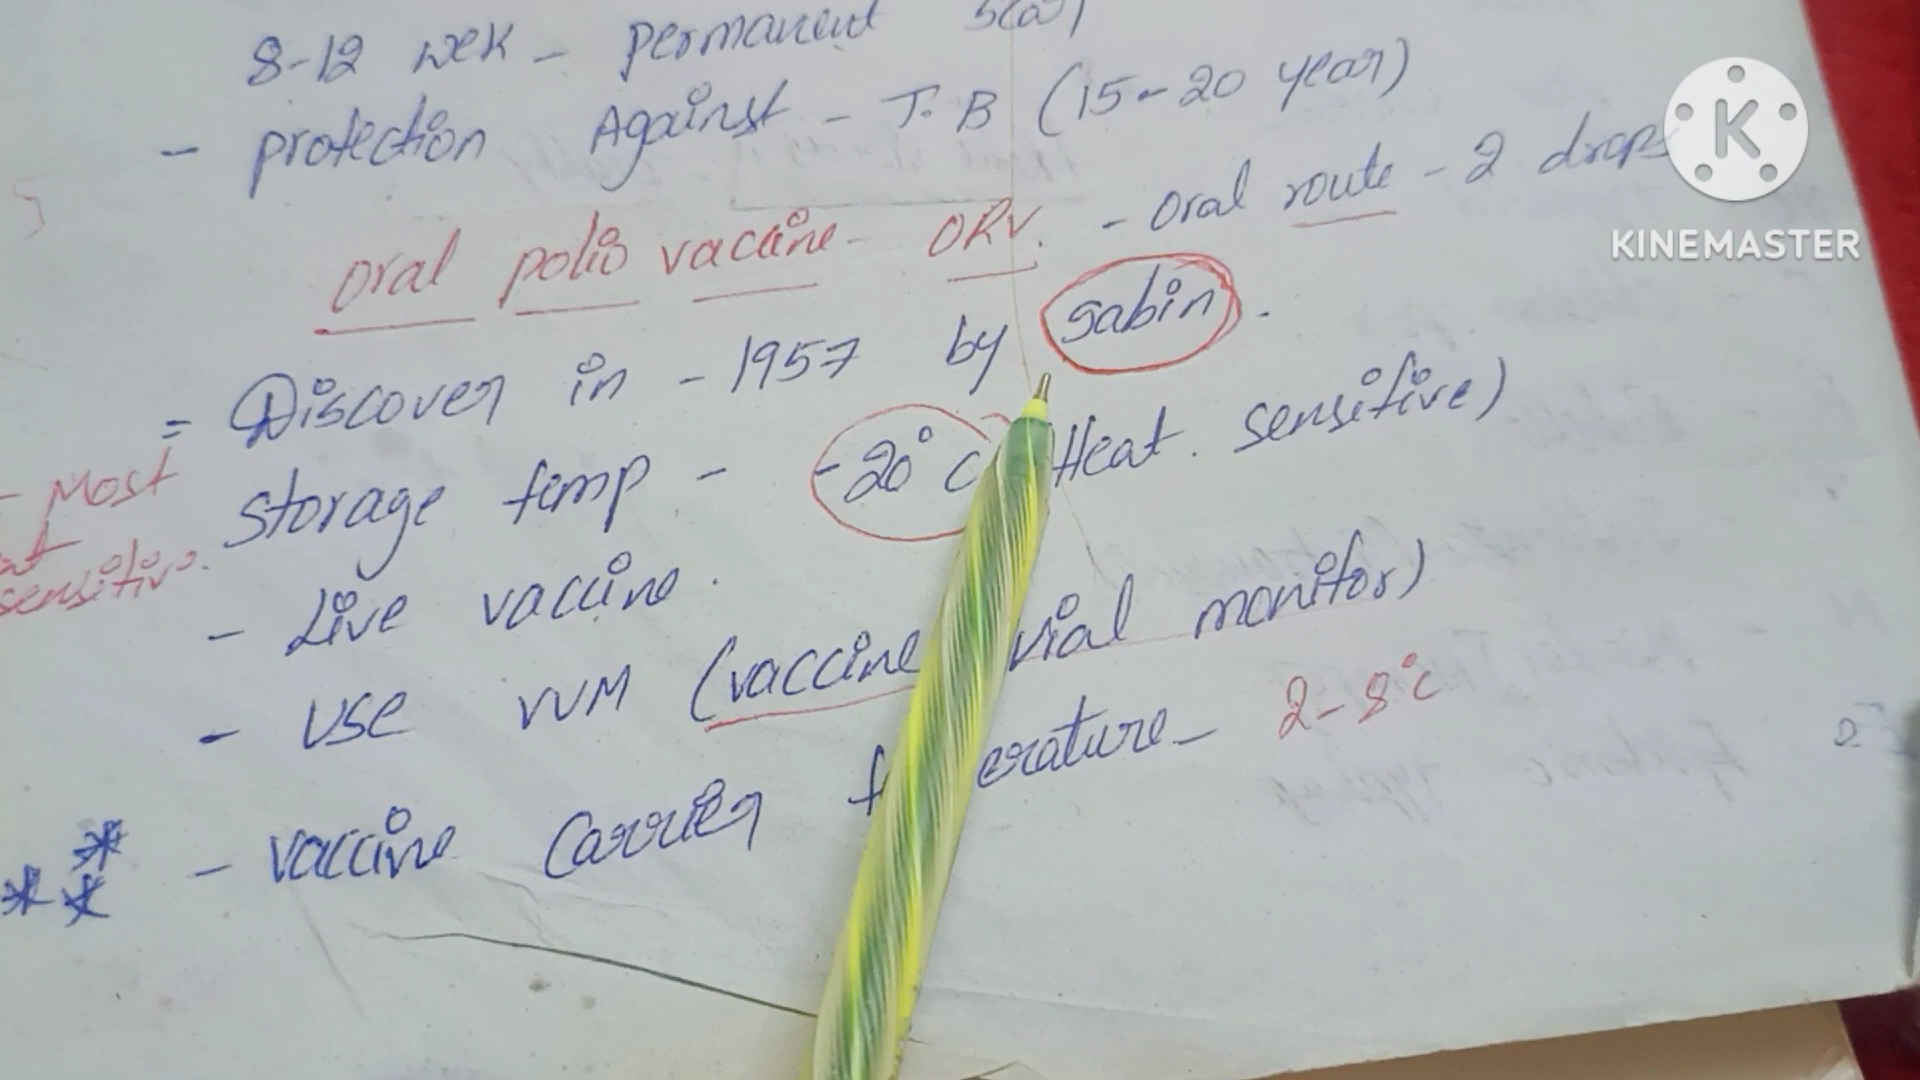 8-12 wek - permanent Scar
- protection Against - T.B (15-20 year)
oral polio vaccine - ORV. - oral route - 2 drops
= Discover in - 1957 by sabin.
Storage temp - -20°C Heat sensitive)
- Most
sensitive.
- Live vaccine.
- USE VVM (vaccine vial monitor)
- vaccine carrier - 2-8°c
KINEMASTER